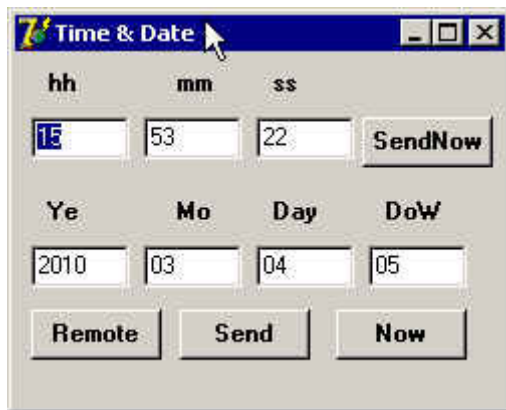 Time & Date
hh mm ss
15 53 22 SendNow
Ye Mo Day DoW
2010 03 04 05
Remote Send Now